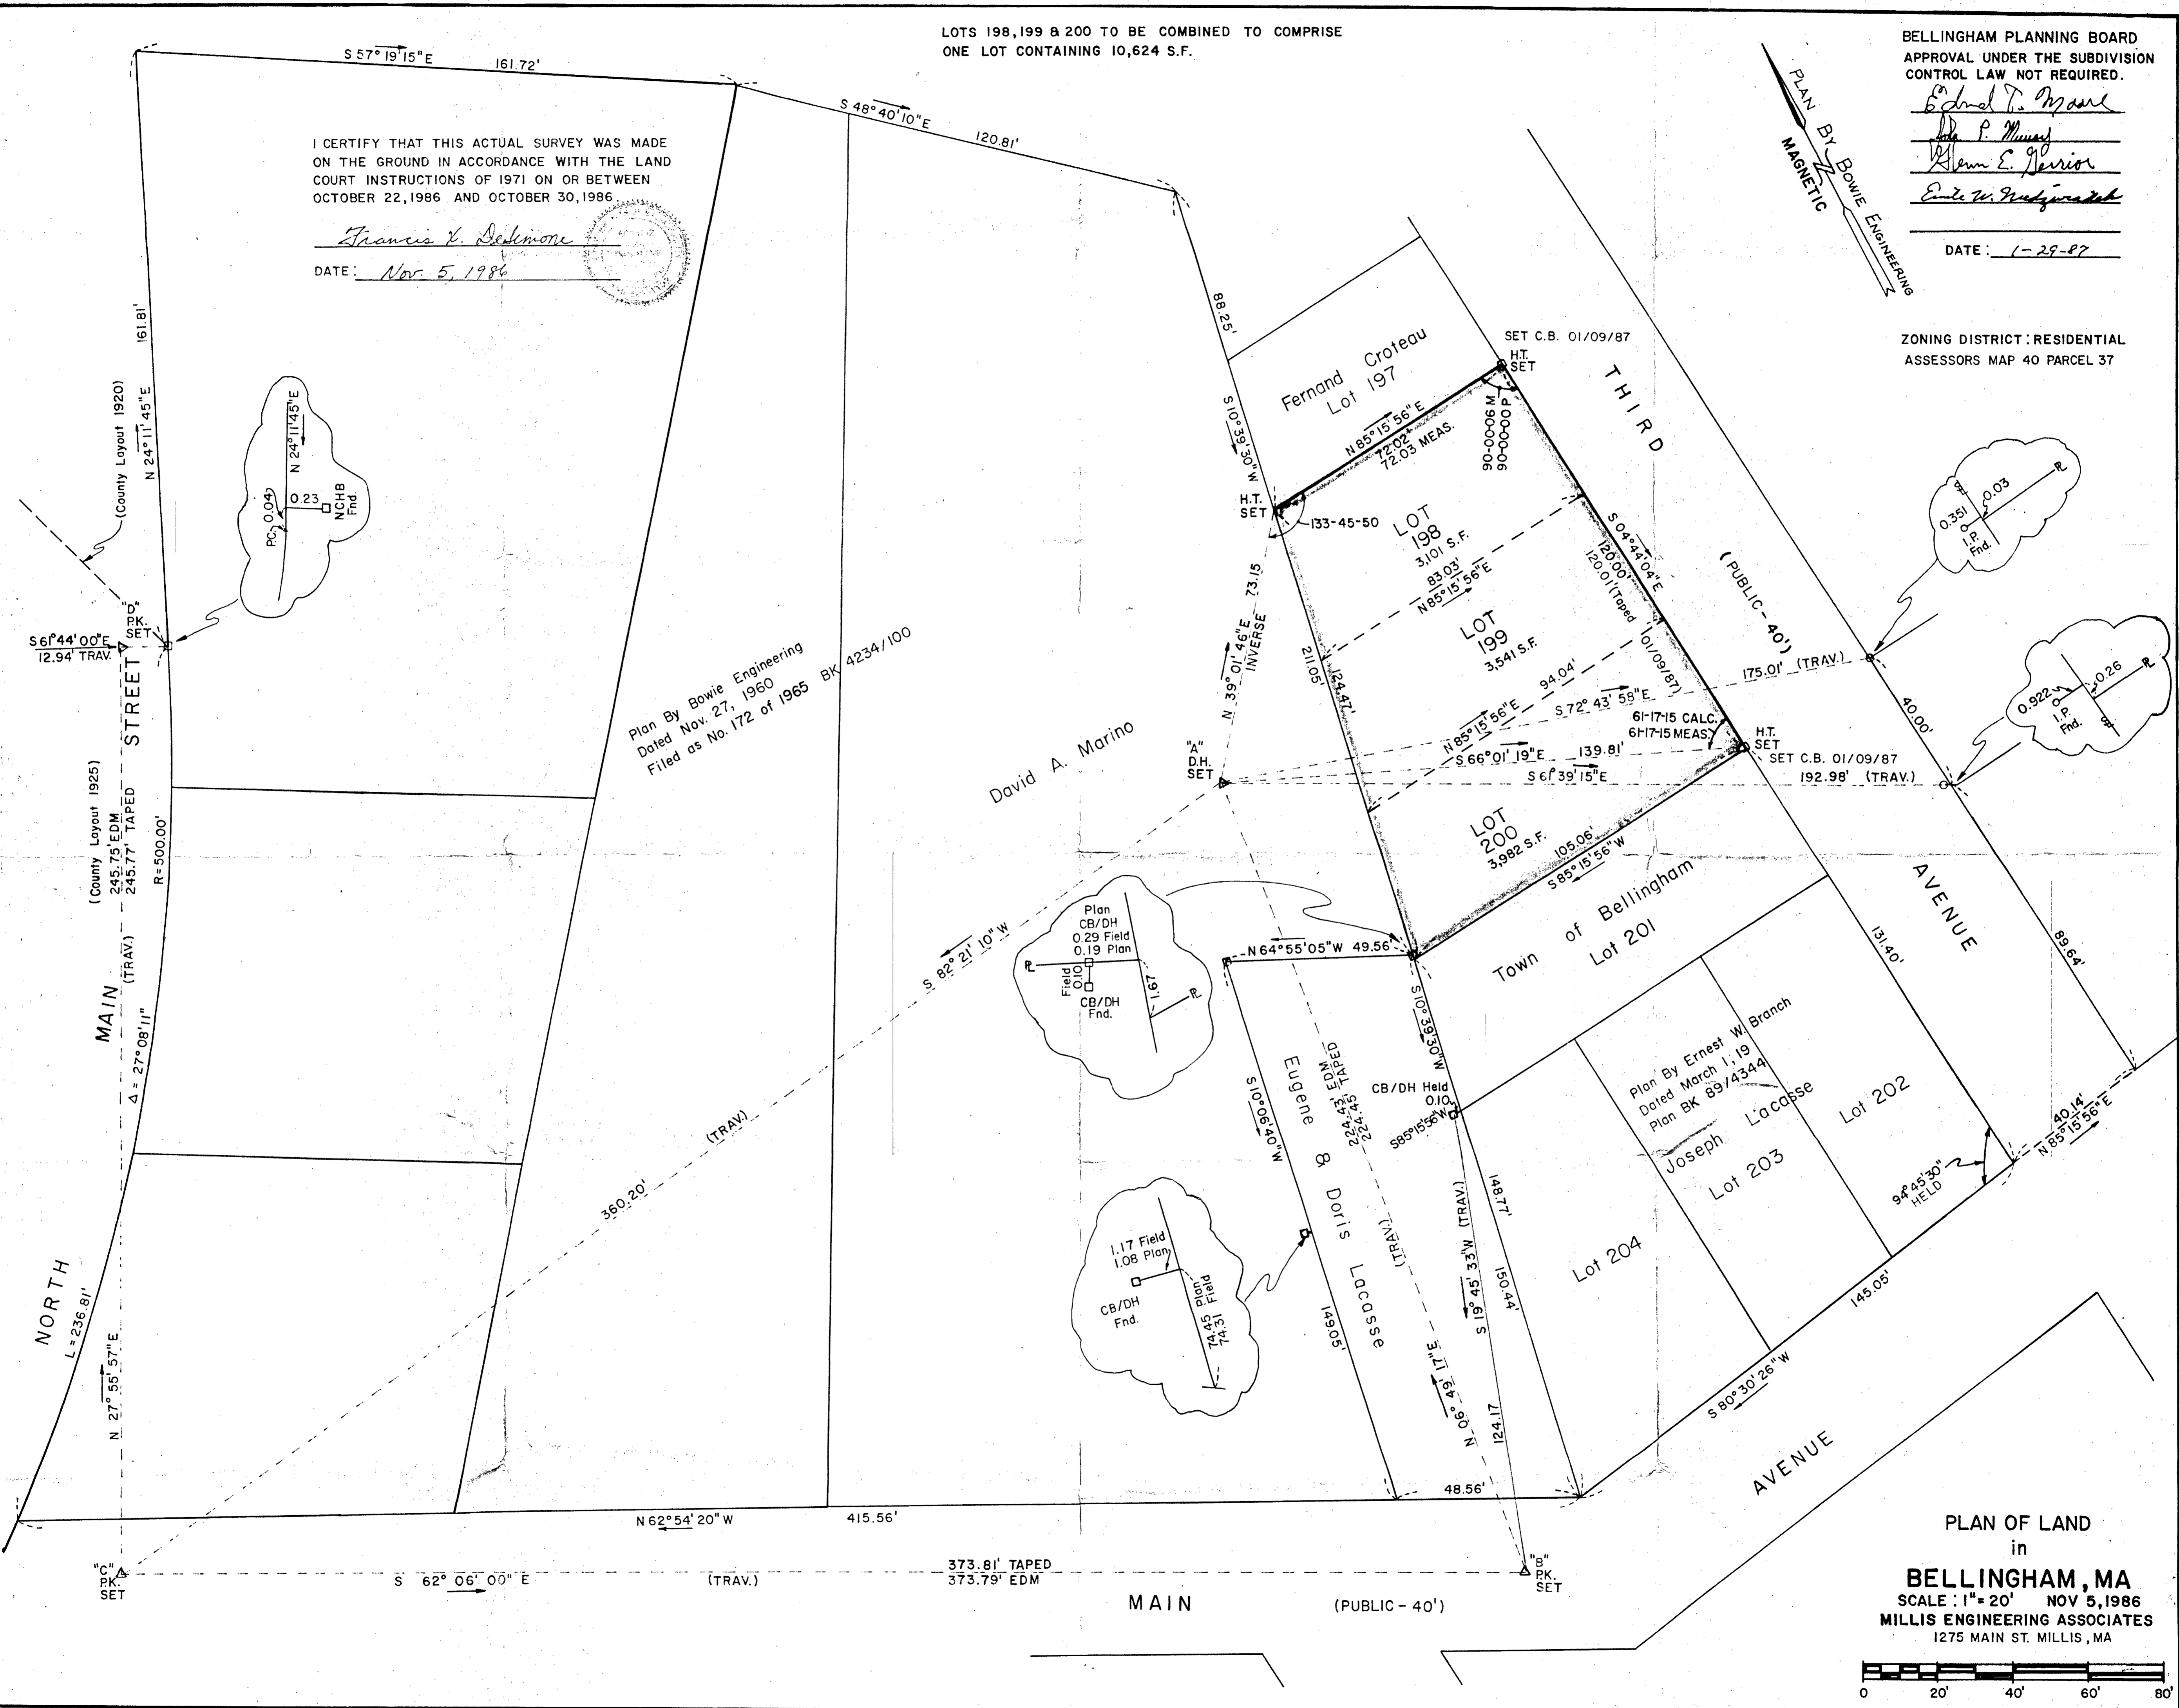 LOTS 198, 199 & 200 TO BE COMBINED TO COMPRISE
ONE LOT CONTAINING 10,624 S.F.
BELLINGHAM PLANNING BOARD
APPROVAL UNDER THE SUBDIVISION
CONTROL LAW NOT REQUIRED.
Glenn E. Gerrior
DATE: 1-29-87
ZONING DISTRICT: RESIDENTIAL
ASSESSORS MAP 40 PARCEL 37
PLAN BY BOWIE ENGINEERING
MAGNETIC
S 57° 19' 15" E 161.72'
S 48° 40' 10" E
120.81'
I CERTIFY THAT THIS ACTUAL SURVEY WAS MADE
ON THE GROUND IN ACCORDANCE WITH THE LAND
COURT INSTRUCTIONS OF 1971 ON OR BETWEEN
OCTOBER 22, 1986 AND OCTOBER 30, 1986
Francis X. DeSimone
DATE: Nov. 5, 1986
161.81'
N 24° 11' 45" E
(County Layout 1920)
N 24° 11' 45" E
P.C. 0.04
0.23
NCHB
Fnd
"D"
P.K.
SET
S 61° 44' 00" E
12.94' TRAV.
STREET
(County Layout 1925)
245.75' EDM
245.77' TAPED
R=500.00'
(TRAV.)
MAIN
Δ = 27° 08' 11"
NORTH
L = 236.81'
N 27° 55' 57" E
"C"
P.K.
SET
Plan By Bowie Engineering
Dated Nov. 27, 1960
Filed as No. 172 of 1965 BK 4234/100
David A. Marino
88.25'
S 10° 39' 30" W
Fernand Croteau
Lot 197
SET C.B. 01/09/87
H.T.
SET
N 85° 15' 56" E
72.02'
72.03 MEAS.
90-00-06 M
90-00-00 P
H.T.
SET
133-45-50
LOT
198
3,101 S.F.
83.03'
N 85° 15' 56" E
S 04° 44' 04" E
120.00'
120.01' (Taped 01/09/87)
LOT
199
3,541 S.F.
94.04'
N 85° 15' 56" E
N 39° 01' 46" E 73.15
INVERSE
211.05'
124.47'
S 72° 43' 58" E
175.01' (TRAV.)
61-17-15 CALC.
61-17-15 MEAS.
S 66° 01' 19" E 139.81'
H.T.
SET
SET C.B. 01/09/87
S 61° 39' 15" E
192.98' (TRAV.)
"A"
D.H.
SET
LOT
200
3,982 S.F.
105.06'
S 85° 15' 56" W
THIRD
(PUBLIC - 40')
AVENUE
0.351
0.03
I.P.
Fnd.
0.922
0.26
I.P.
Fnd.
40.00'
89.64'
131.40'
Town of Bellingham
Lot 201
S 82° 21' 10" W
(TRAV.)
360.20'
Plan
CB/DH
0.29 Field
0.19 Plan
Field
0.10
CB/DH
Fnd.
1.67
N 64° 55' 05" W 49.56'
S 10° 39' 30" W
CB/DH Held
0.10
S 85° 15' 56" W
S 10° 06' 40" W
Eugene & Doris Lacasse
224.43' EDM
224.45' TAPED
(TRAV.)
N 06° 49' 17" E
S 19° 45' 33" W (TRAV.)
124.17
148.77'
150.44'
149.05'
1.17 Field
1.08 Plan
CB/DH
Fnd.
74.45 Plan
74.31 Field
Plan By Ernest W. Branch
Dated March 1, 19
Plan BK 89/4344
Joseph Lacasse
Lot 202
Lot 203
Lot 204
94° 45' 30"
HELD
40.14'
N 85° 15' 56" E
145.05'
S 80° 30' 26" W
AVENUE
48.56'
N 62° 54' 20" W 415.56'
S 62° 06' 00" E (TRAV.)
373.81' TAPED
373.79' EDM
"B"
P.K.
SET
MAIN (PUBLIC - 40')
PLAN OF LAND
in
BELLINGHAM, MA
SCALE: 1" = 20' NOV 5, 1986
MILLIS ENGINEERING ASSOCIATES
1275 MAIN ST. MILLIS, MA
0 20' 40' 60' 80'